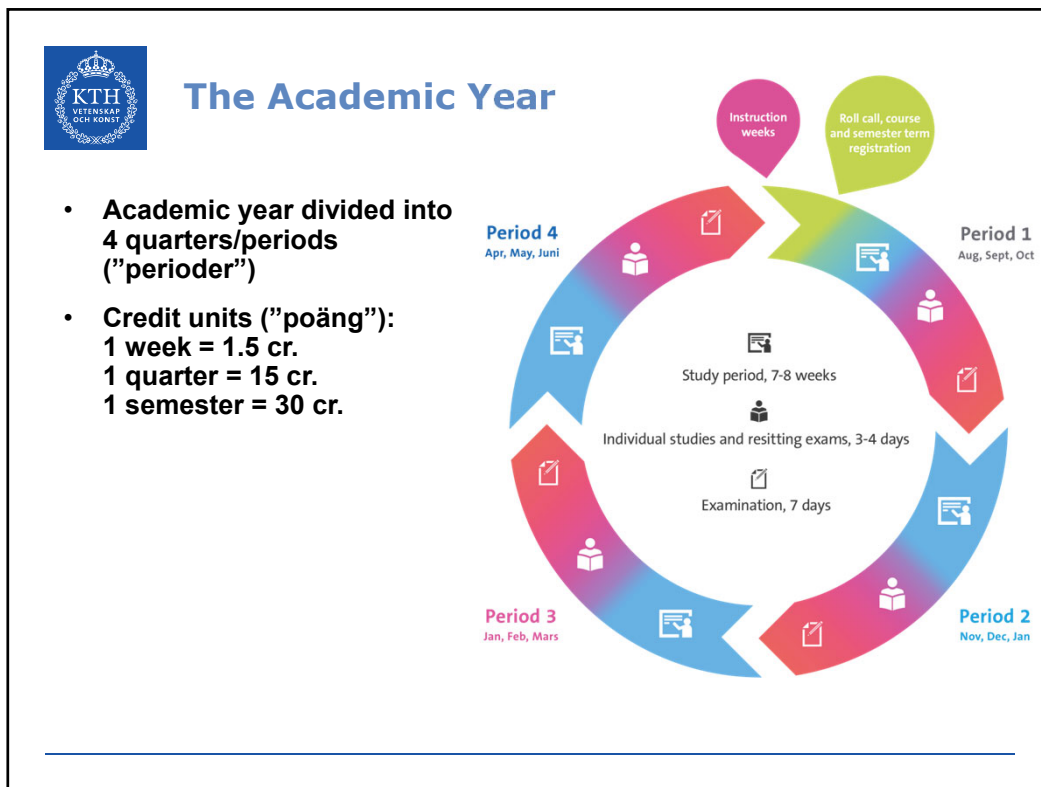 KTH
VETENSKAP
OCH KONST
The Academic Year
• Academic year divided into
4 quarters/periods
(”perioder”)
• Credit units (”poäng”):
1 week = 1.5 cr.
1 quarter = 15 cr.
1 semester = 30 cr.
Instruction
weeks
Roll call, course
and semester term
registration
Period 4
Apr, May, Juni
Period 1
Aug, Sept, Oct
Study period, 7-8 weeks
Individual studies and resitting exams, 3-4 days
Examination, 7 days
Period 3
Jan, Feb, Mars
Period 2
Nov, Dec, Jan